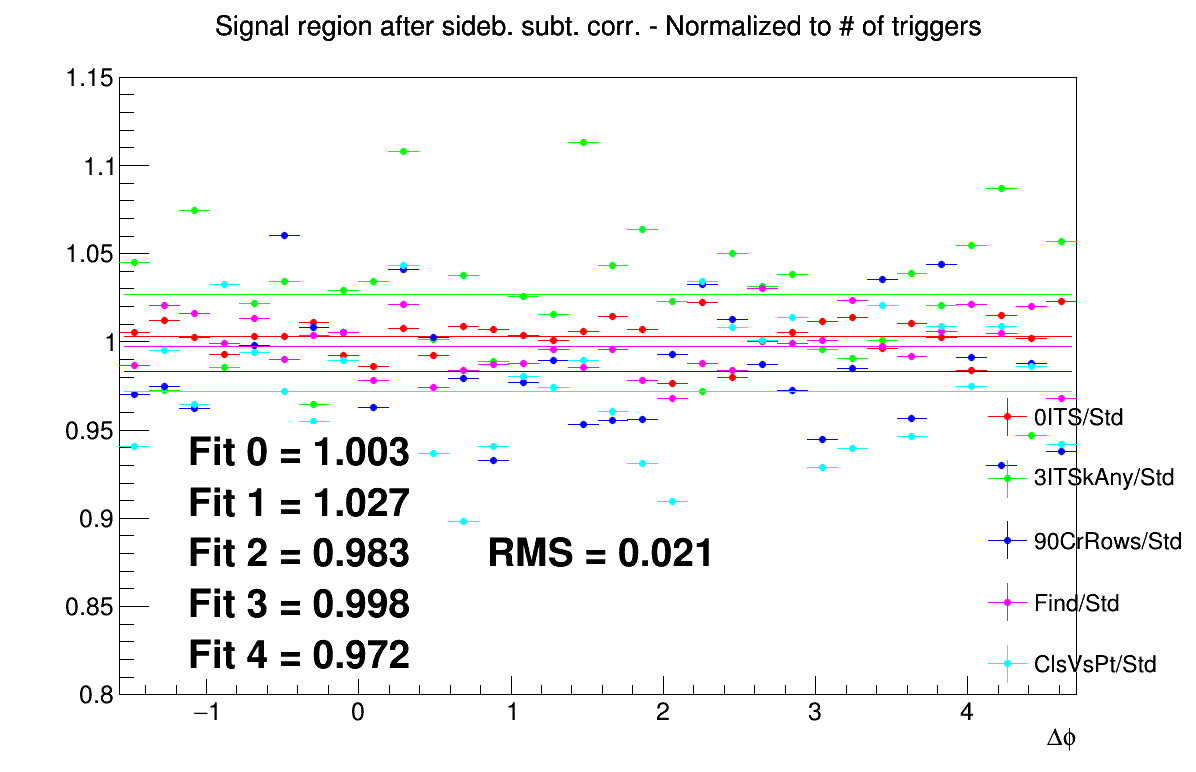 Signal region after sideb. subt. corr. - Normalized to # of triggers
1.15
1.1
1.05
1
0.95
0.9
0.85
0.8
Fit 0 = 1.003
Fit 1 = 1.027
Fit 2 = 0.983
Fit 3 = 0.998
Fit 4 = 0.972
RMS = 0.021
0ITS/Std
3ITSkAny/Std
90CrRows/Std
Find/Std
ClsVsPt/Std
−1 0 1 2 3 4
Δϕ